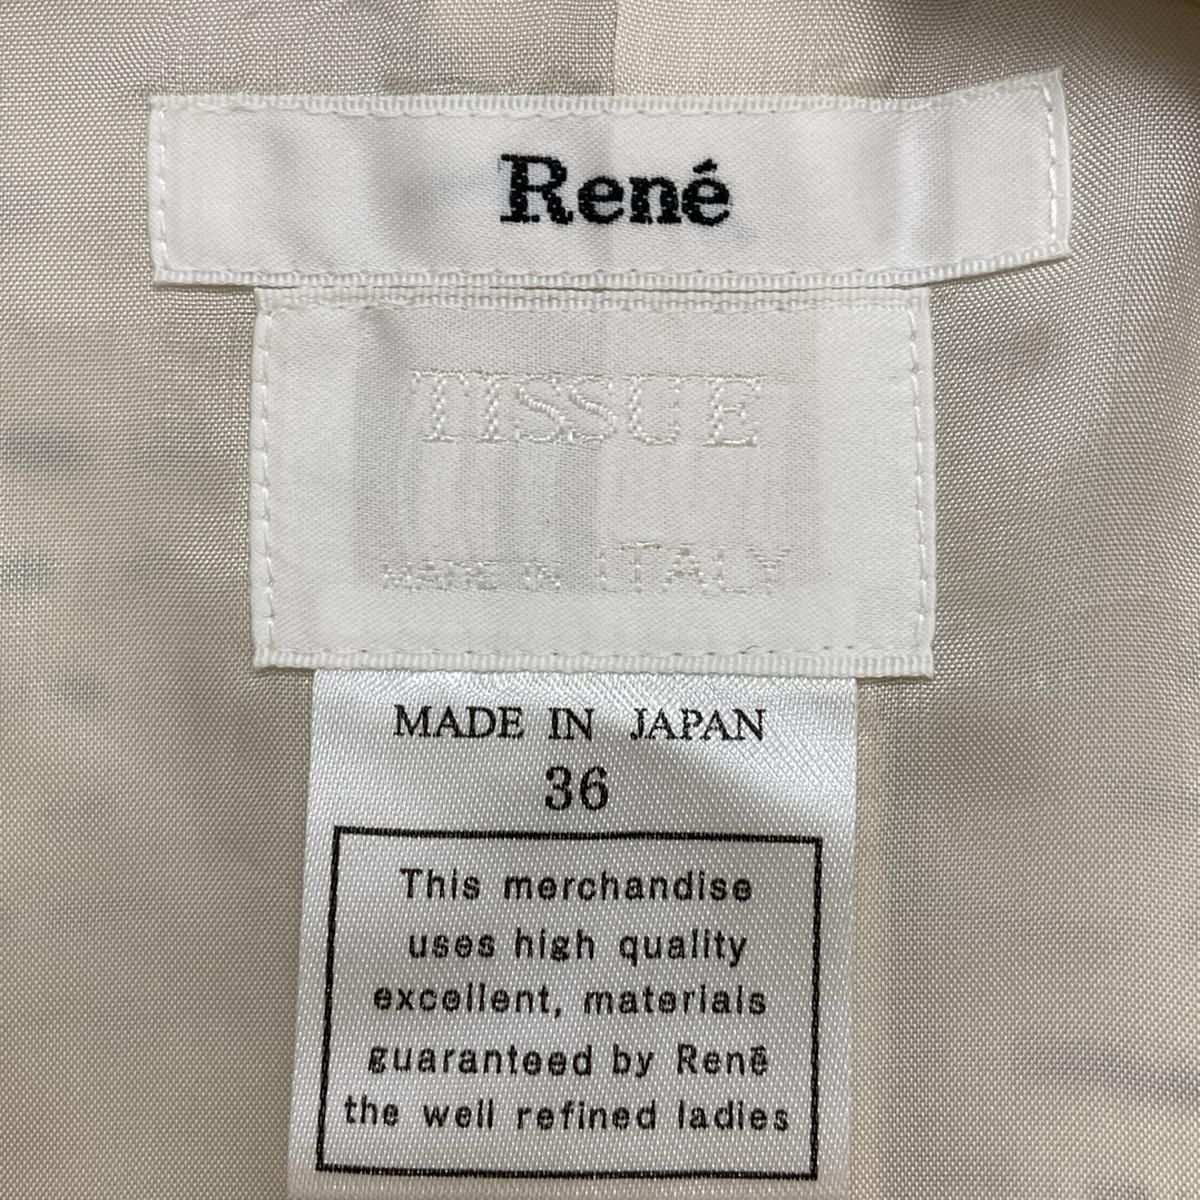 René
TISSUE
MADE IN ITALY
MADE IN JAPAN
36
This merchandise
uses high quality
excellent, materials
guaranteed by Renē
the well refined ladies